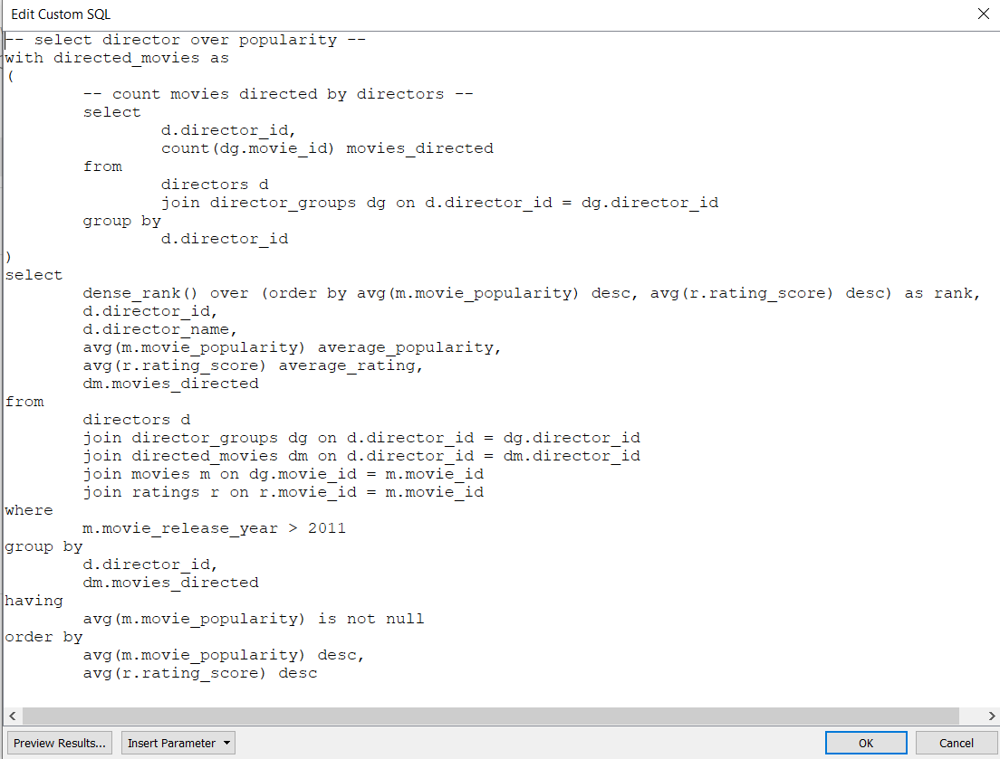 Edit Custom SQL
-- select director over popularity --
with directed_movies as
(
-- count movies directed by directors --
select
d.director_id,
count(dg.movie_id) movies_directed
from
directors d
join director_groups dg on d.director_id = dg.director_id
group by
d.director_id
)
select
dense_rank() over (order by avg(m.movie_popularity) desc, avg(r.rating_score) desc) as rank,
d.director_id,
d.director_name,
avg(m.movie_popularity) average_popularity,
avg(r.rating_score) average_rating,
dm.movies_directed
from
directors d
join director_groups dg on d.director_id = dg.director_id
join directed_movies dm on d.director_id = dm.director_id
join movies m on dg.movie_id = m.movie_id
join ratings r on r.movie_id = m.movie_id
where
m.movie_release_year > 2011
group by
d.director_id,
dm.movies_directed
having
avg(m.movie_popularity) is not null
order by
avg(m.movie_popularity) desc,
avg(r.rating_score) desc
Preview Results... Insert Parameter OK Cancel